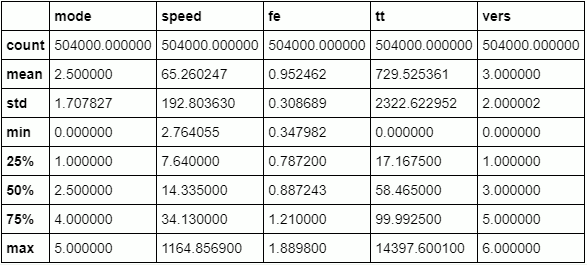 mode speed fe tt vers
count 504000.000000 504000.000000 504000.000000 504000.000000 504000.000000
mean 2.500000 65.260247 0.952462 729.525361 3.000000
std 1.707827 192.803630 0.308689 2322.622952 2.000002
min 0.000000 2.764055 0.347982 0.000000 0.000000
25% 1.000000 7.640000 0.787200 17.167500 1.000000
50% 2.500000 14.335000 0.887243 58.465000 3.000000
75% 4.000000 34.130000 1.210000 99.992500 5.000000
max 5.000000 1164.856900 1.889800 14397.600100 6.000000